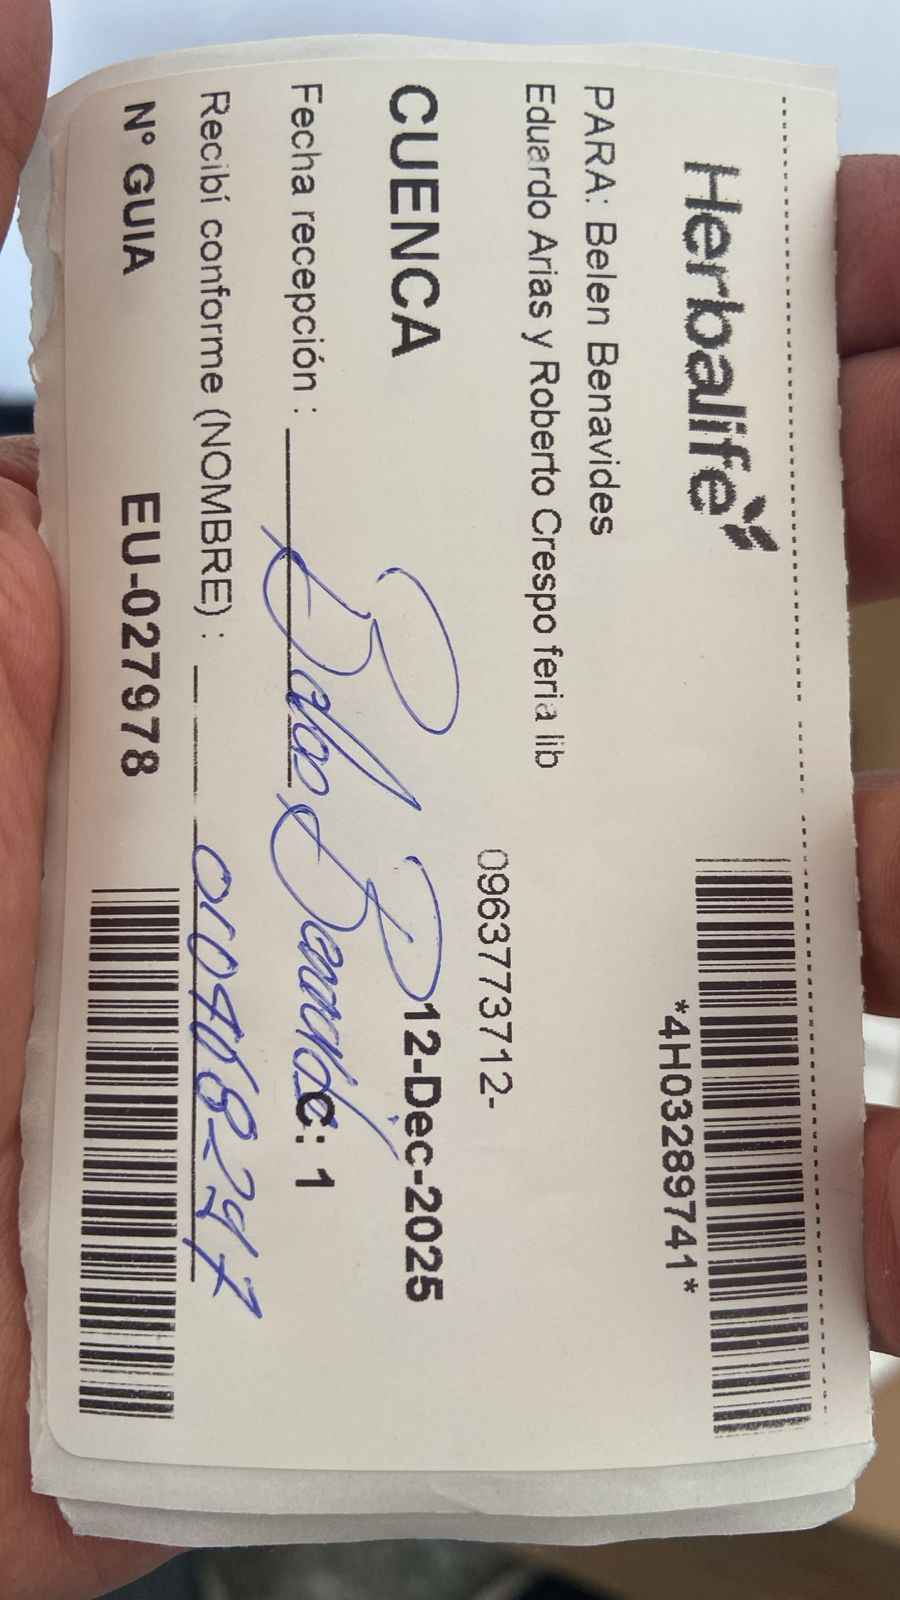 Herbalife
*4H03289741*
PARA: Belen Benavides
Eduardo Arias y Roberto Crespo feria lib
0963773712-
CUENCA
12-Dec-2025
Fecha recepción :
C: 1
Recibí conforme (NOMBRE) :
N° GUIA
EU-027978